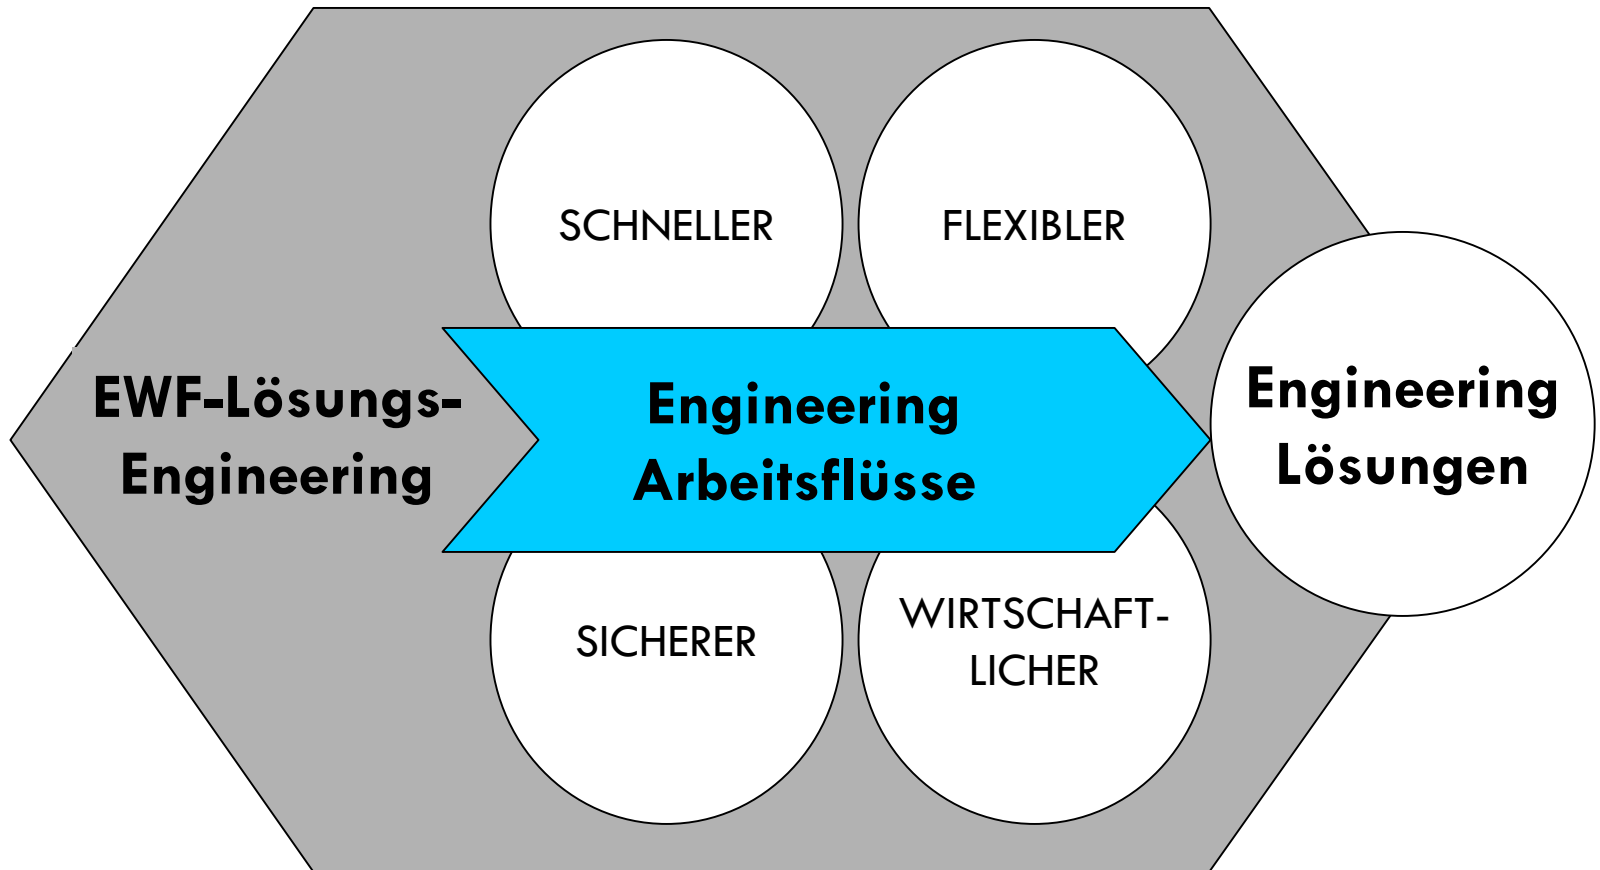 SCHNELLER
FLEXIBLER
EWF-Lösungs-
Engineering
Engineering
Arbeitsflüsse
Engineering
Lösungen
SICHERER
WIRTSCHAFT-
LICHER